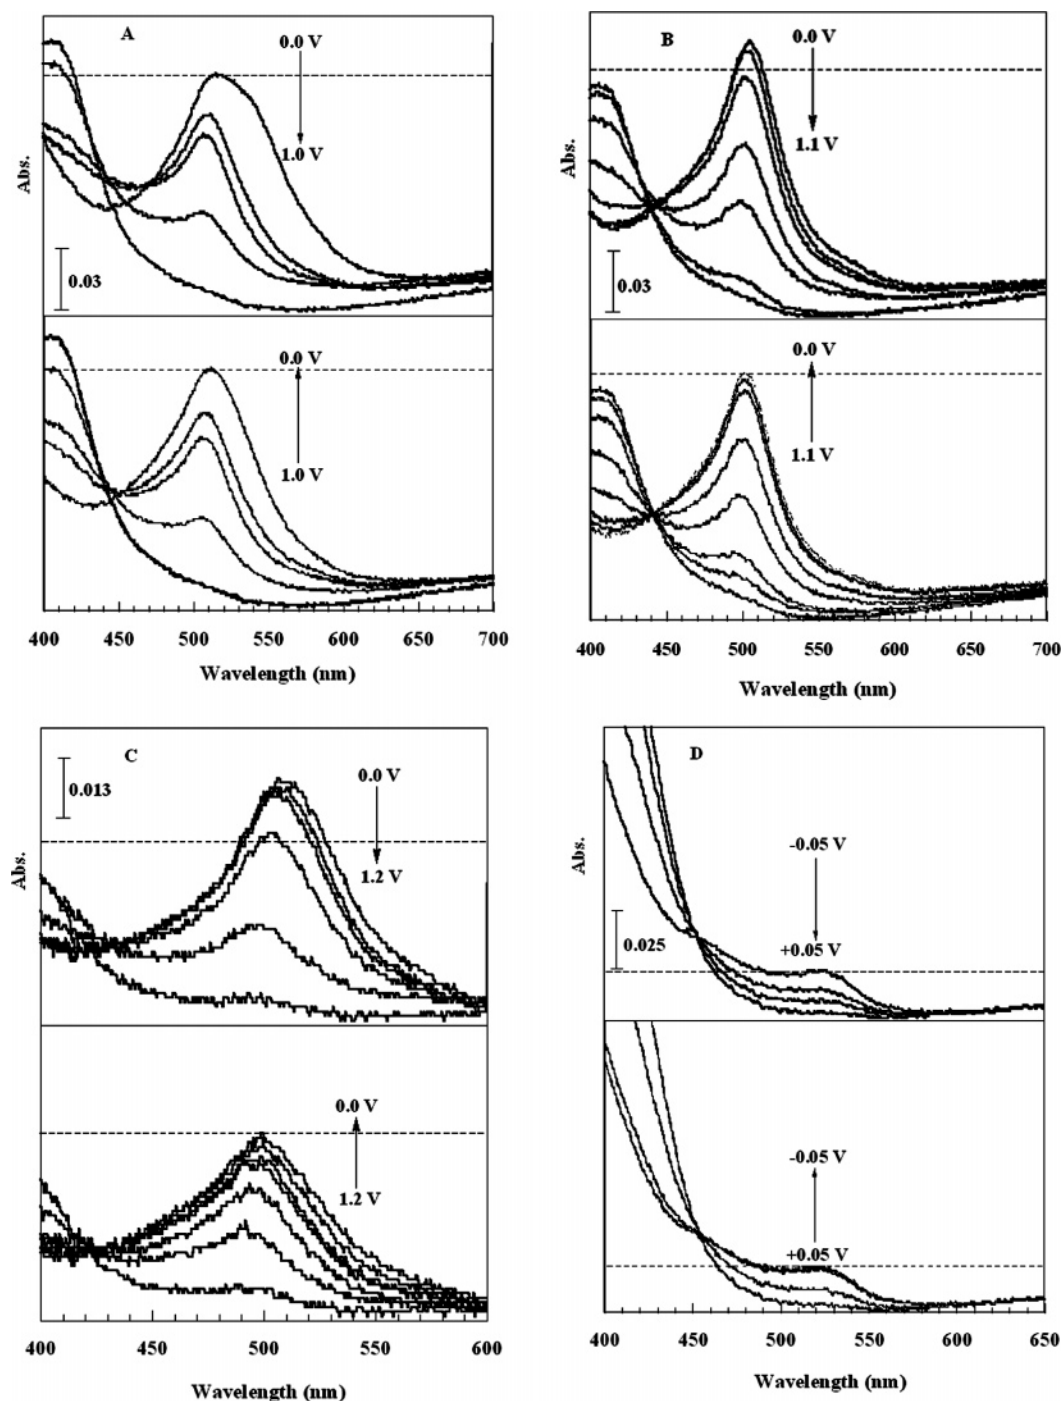 A
0.0 V
1.0 V
Abs.
0.03
0.0 V
1.0 V
400 450 500 550 600 650 700
Wavelength (nm)
B
0.0 V
1.1 V
Abs.
0.03
0.0 V
1.1 V
400 450 500 550 600 650 700
Wavelength (nm)
C
0.013
0.0 V
1.2 V
Abs.
0.0 V
1.2 V
400 450 500 550 600
Wavelength (nm)
D
-0.05 V
+0.05 V
Abs.
0.025
-0.05 V
+0.05 V
400 450 500 550 600 650
Wavelength (nm)